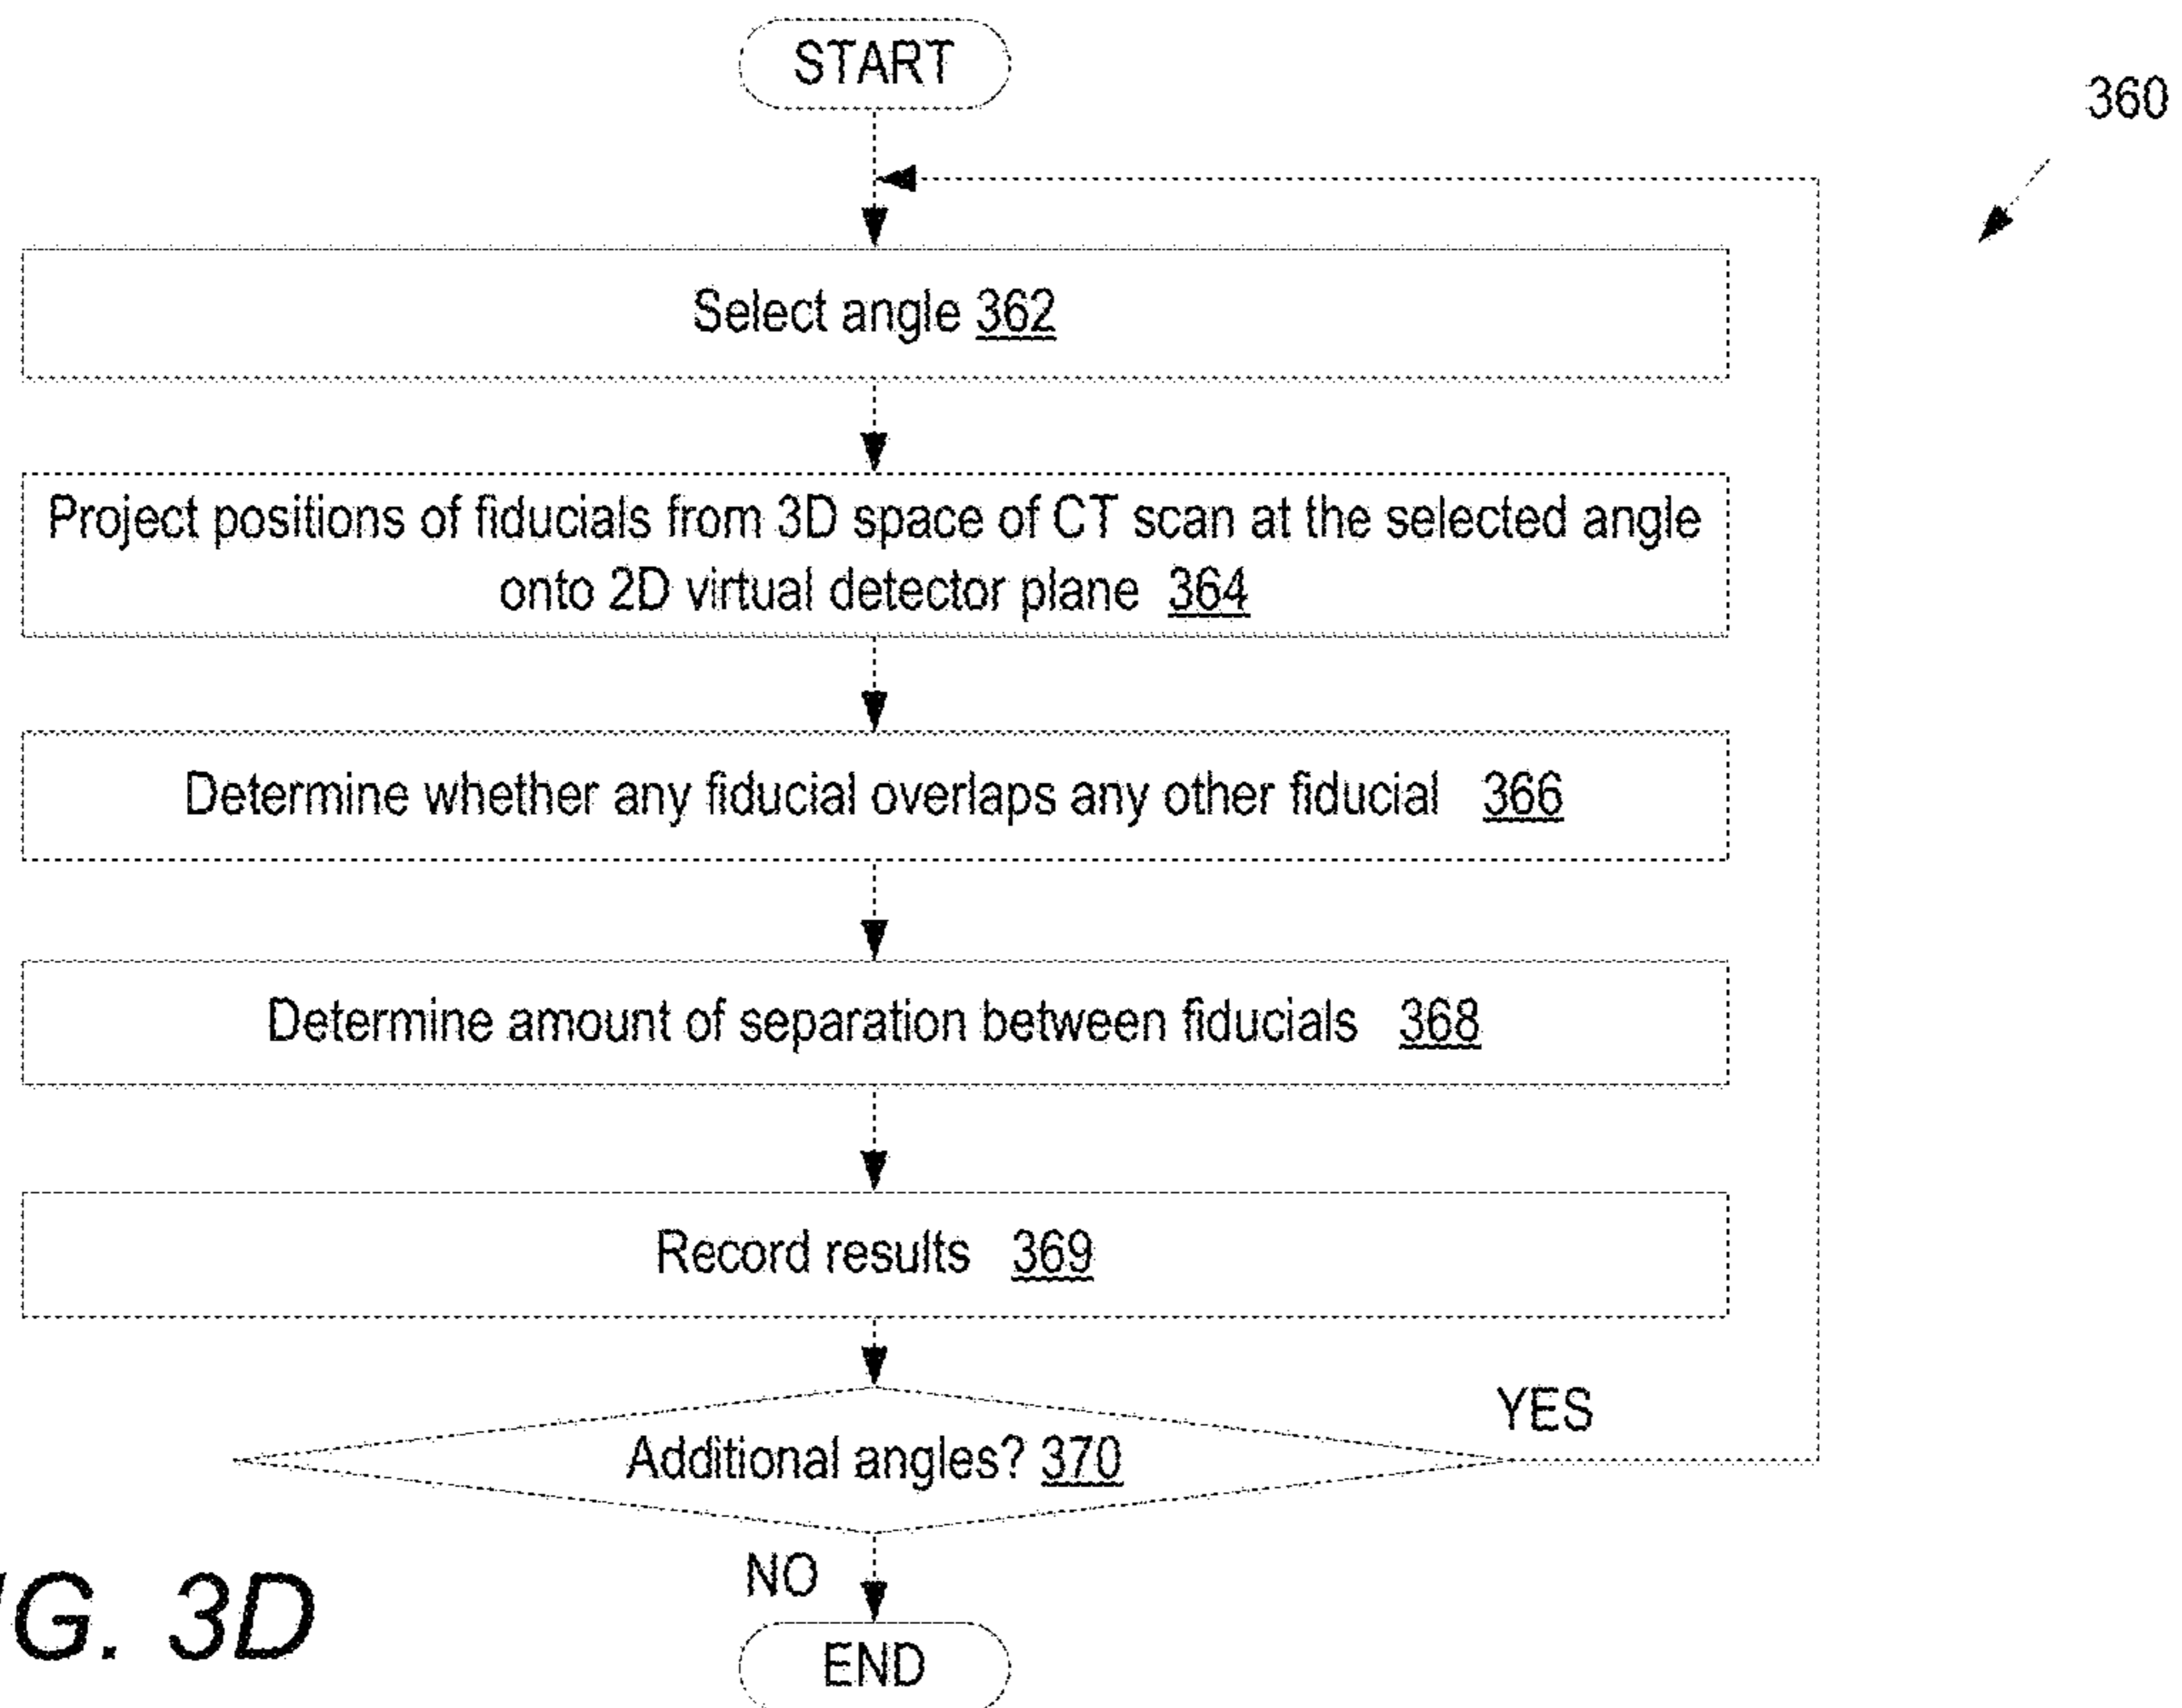 START
360
Select angle 362
Project positions of fiducials from 3D space of CT scan at the selected angle
onto 2D virtual detector plane 364
Determine whether any fiducial overlaps any other fiducial 366
Determine amount of separation between fiducials 368
Record results 369
YES
Additional angles? 370
NO
G. 3D
END